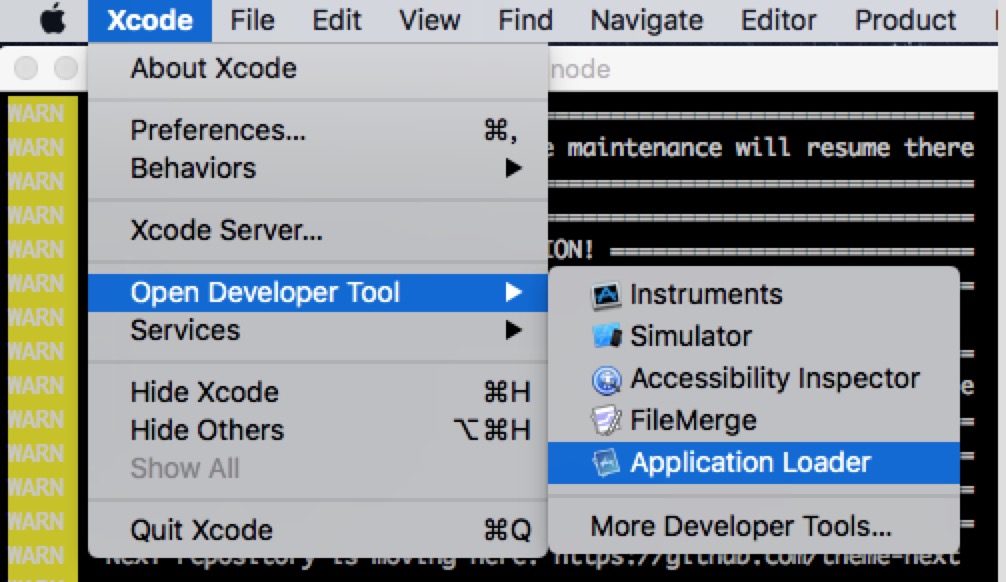 Xcode File Edit View Find Navigate Editor Product
About Xcode
node
WARN
Preferences... ⌘,
WARN maintenance will resume there
Behaviors
WARN
WARN
Xcode Server...
WARN ION!
Open Developer Tool
WARN
Instruments
Services
WARN
Simulator
WARN
Accessibility Inspector
Hide Xcode ⌘H
WARN
FileMerge
Hide Others ⌥⌘H
WARN
Application Loader
Show All
WARN
WARN
Quit Xcode ⌘Q
More Developer Tools...
WARN
WARN Next repository is moving here: https://github.com/theme-next